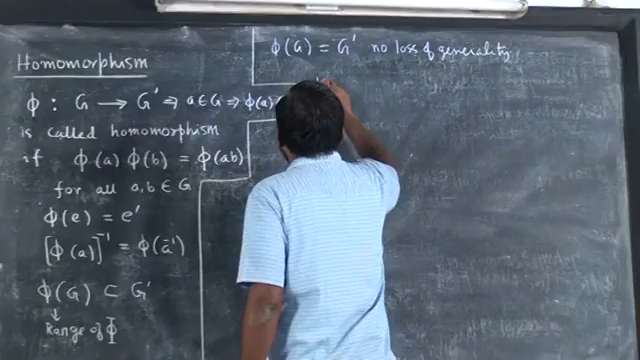 Homomorphism
ϕ : G → G' ⇒ a ∈ G ⇒ ϕ(a)
is called homomorphism
if ϕ(a) ϕ(b) = ϕ(ab)
for all a, b ∈ G
ϕ(e) = e'
[ϕ(a)]⁻¹ = ϕ(a⁻¹)
ϕ(G) ⊂ G'
↓
Range of Φ
ϕ(G) = G' no loss of generality